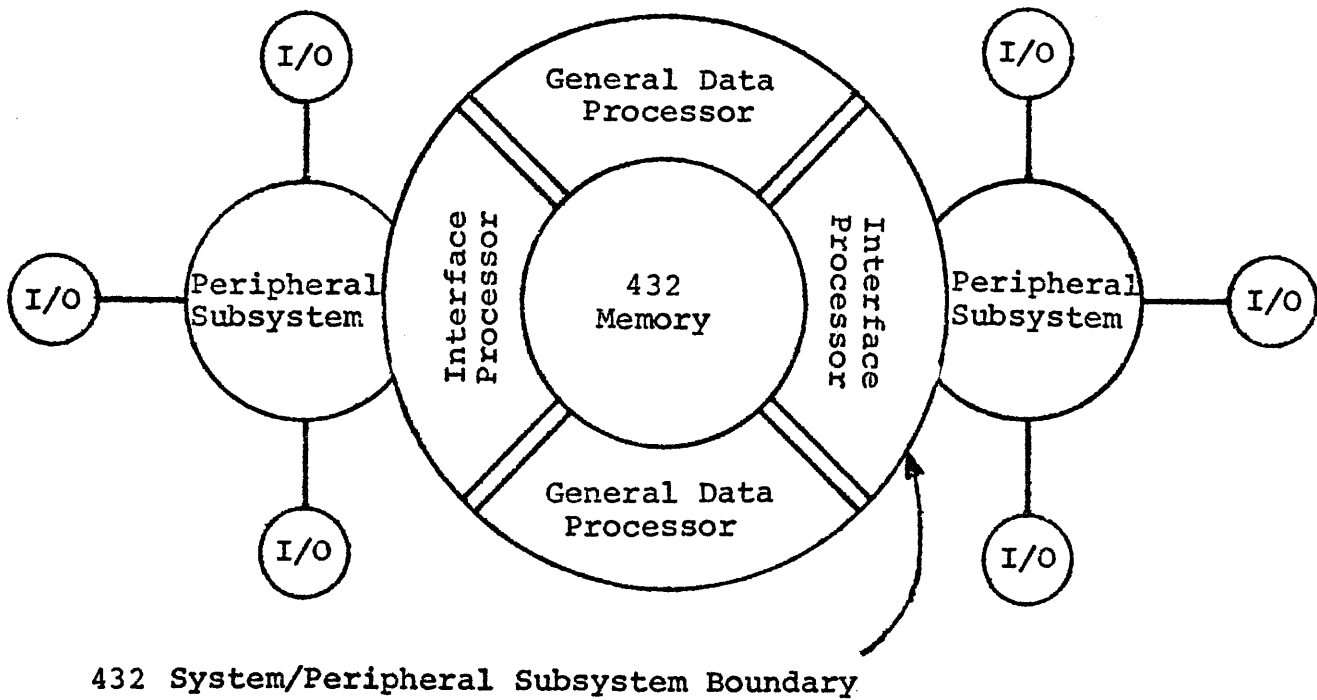 I/O
I/O
General Data
Processor
I/O
Peripheral
Subsystem
Interface
Processor
432
Memory
Interface
Processor
Peripheral
Subsystem
I/O
General Data
Processor
I/O
I/O
432 System/Peripheral Subsystem Boundary